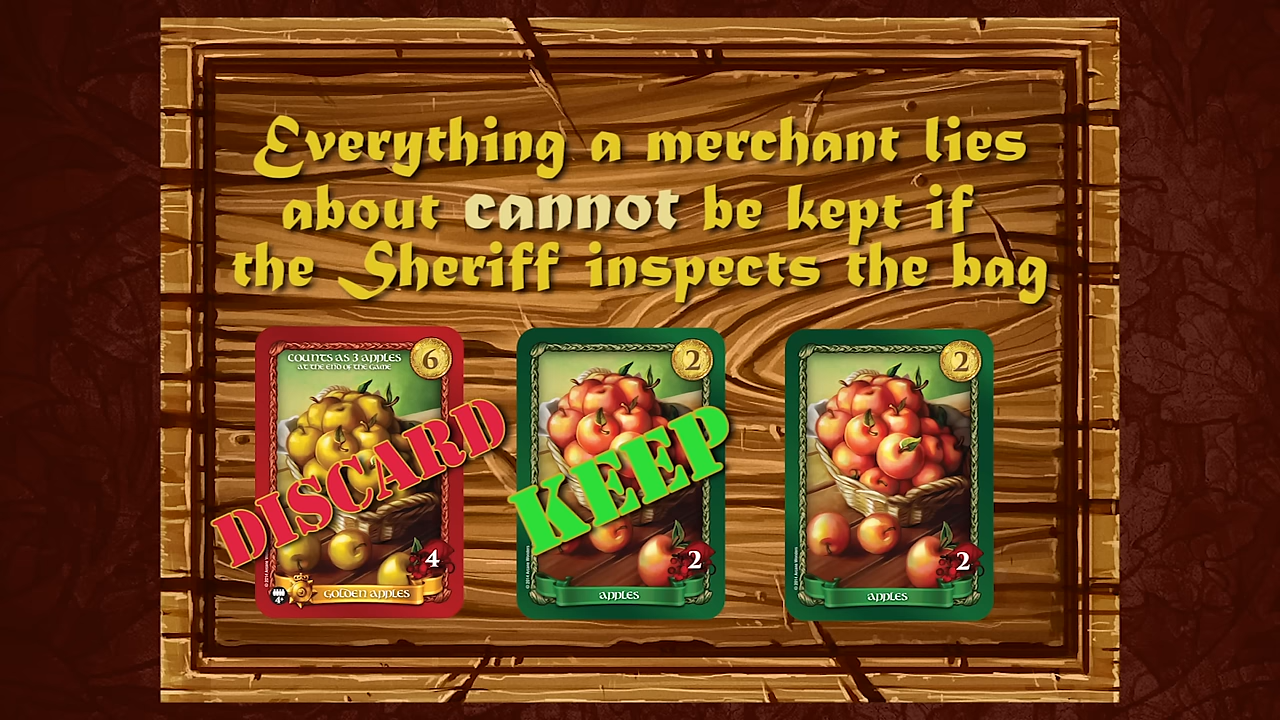 Everything a merchant lies
about cannot be kept if
the Sheriff inspects the bag
COUNTS AS 3 APPLES
AT THE END OF THE GAME
6
DISCARD
4
4+
GOLDEN APPLES
2
KEEP
2
APPLES
2
2
APPLES